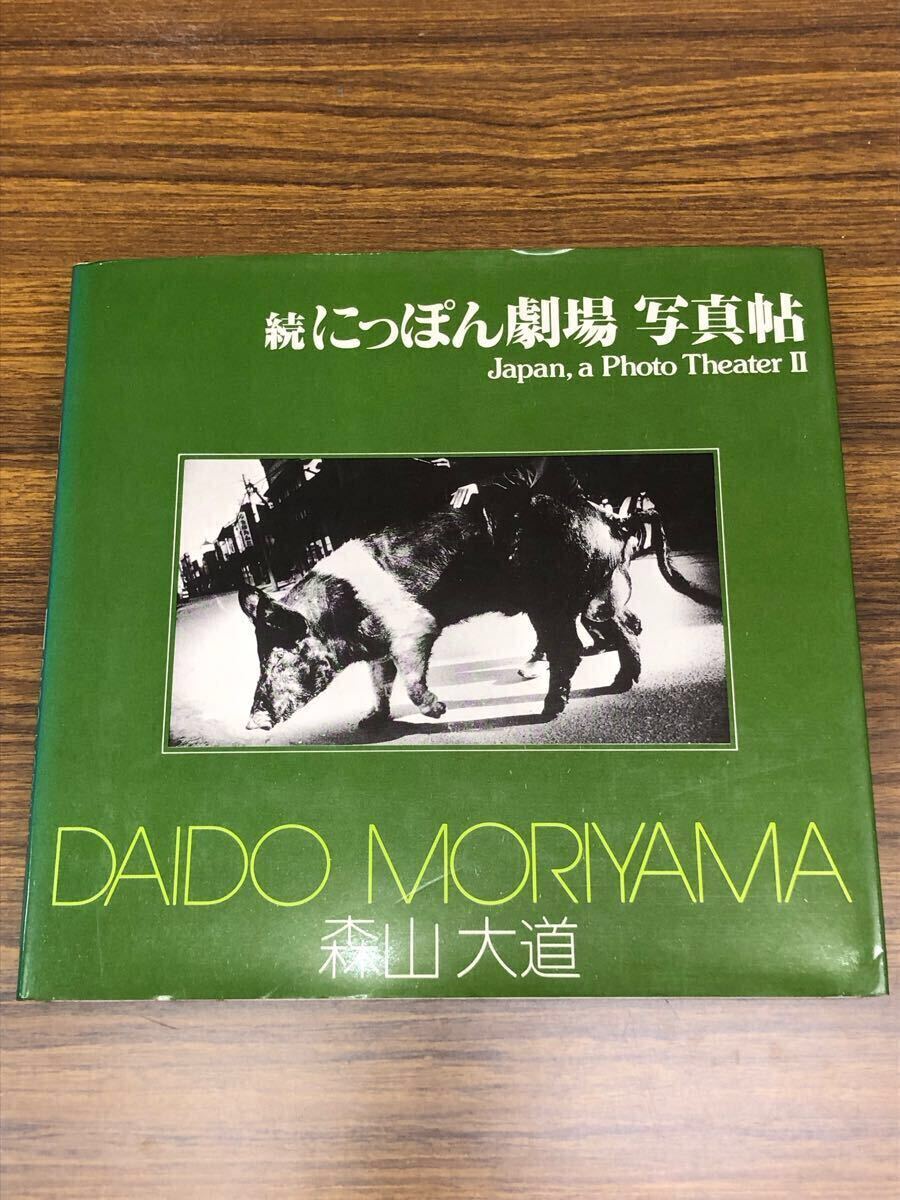 続にっぽん劇場 写真帖
Japan, a Photo Theater II
DAIDO MORIYAMA
森山 大道